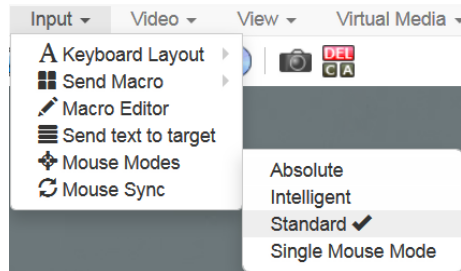 Input Video View Virtual Media
A Keyboard Layout
DEL
C A
Send Macro
Macro Editor
Send text to target
Mouse Modes
Mouse Sync
Absolute
Intelligent
Standard
Single Mouse Mode